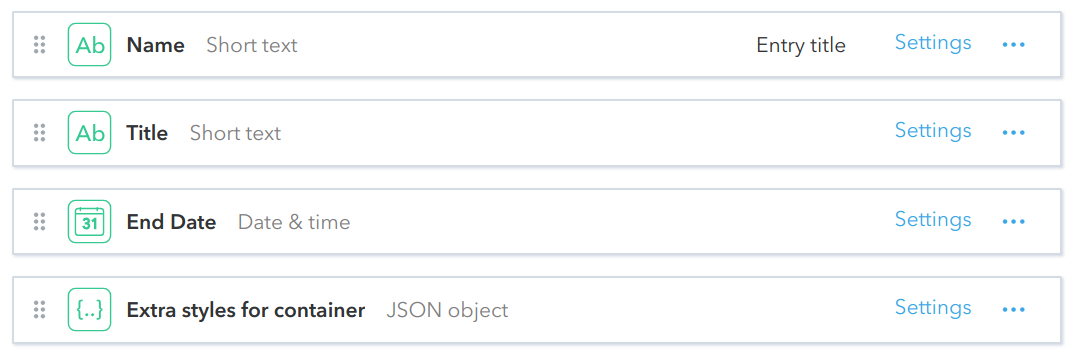 Ab Name Short text Entry title Settings
Ab Title Short text Settings
31 End Date Date & time Settings
{..} Extra styles for container JSON object Settings